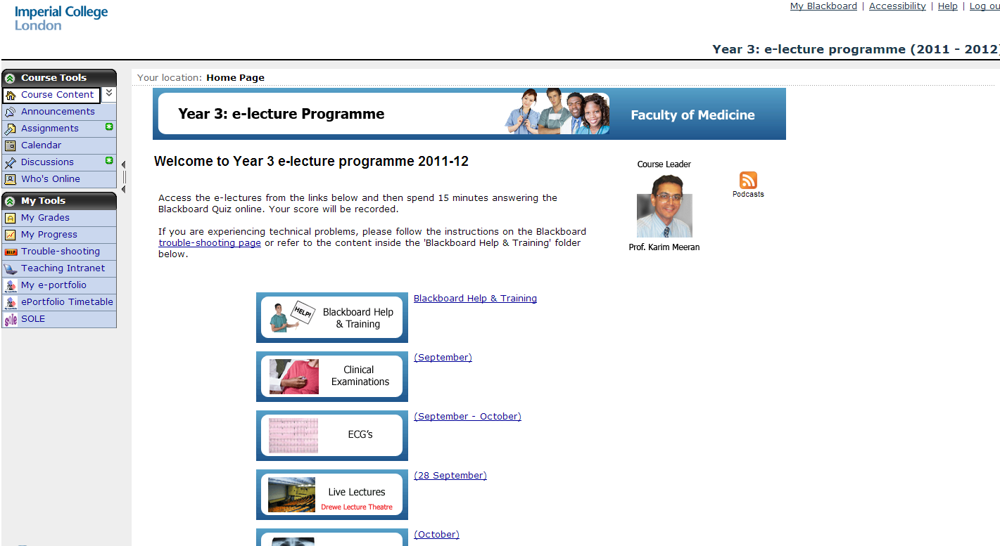 Imperial College
London
My Blackboard | Accessibility | Help | Log ou
Year 3: e-lecture programme (2011 - 2012)
Course Tools
Course Content
Announcements
Assignments
Calendar
Discussions
Who's Online
My Tools
My Grades
My Progress
HELP Trouble-shooting
Teaching Intranet
My e-portfolio
ePortfolio Timetable
sole SOLE
Your location: Home Page
Year 3: e-lecture Programme
Faculty of Medicine
Welcome to Year 3 e-lecture programme 2011-12
Access the e-lectures from the links below and then spend 15 minutes answering the
Blackboard Quiz online. Your score will be recorded.
If you are experiencing technical problems, please follow the instructions on the Blackboard
trouble-shooting page or refer to the content inside the 'Blackboard Help & Training' folder
below.
Course Leader
Prof. Karim Meeran
Podcasts
HELP!
Blackboard Help
& Training
Blackboard Help & Training
Clinical
Examinations
(September)
ECG's
(September - October)
Live Lectures
Drewe Lecture Theatre
(28 September)
(October)